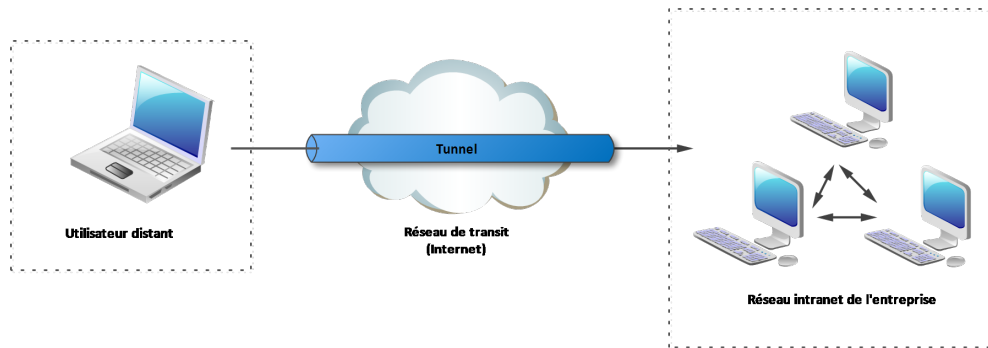 Tunnel
Utilisateur distant
Réseau de transit
(Internet)
Réseau intranet de l'entreprise